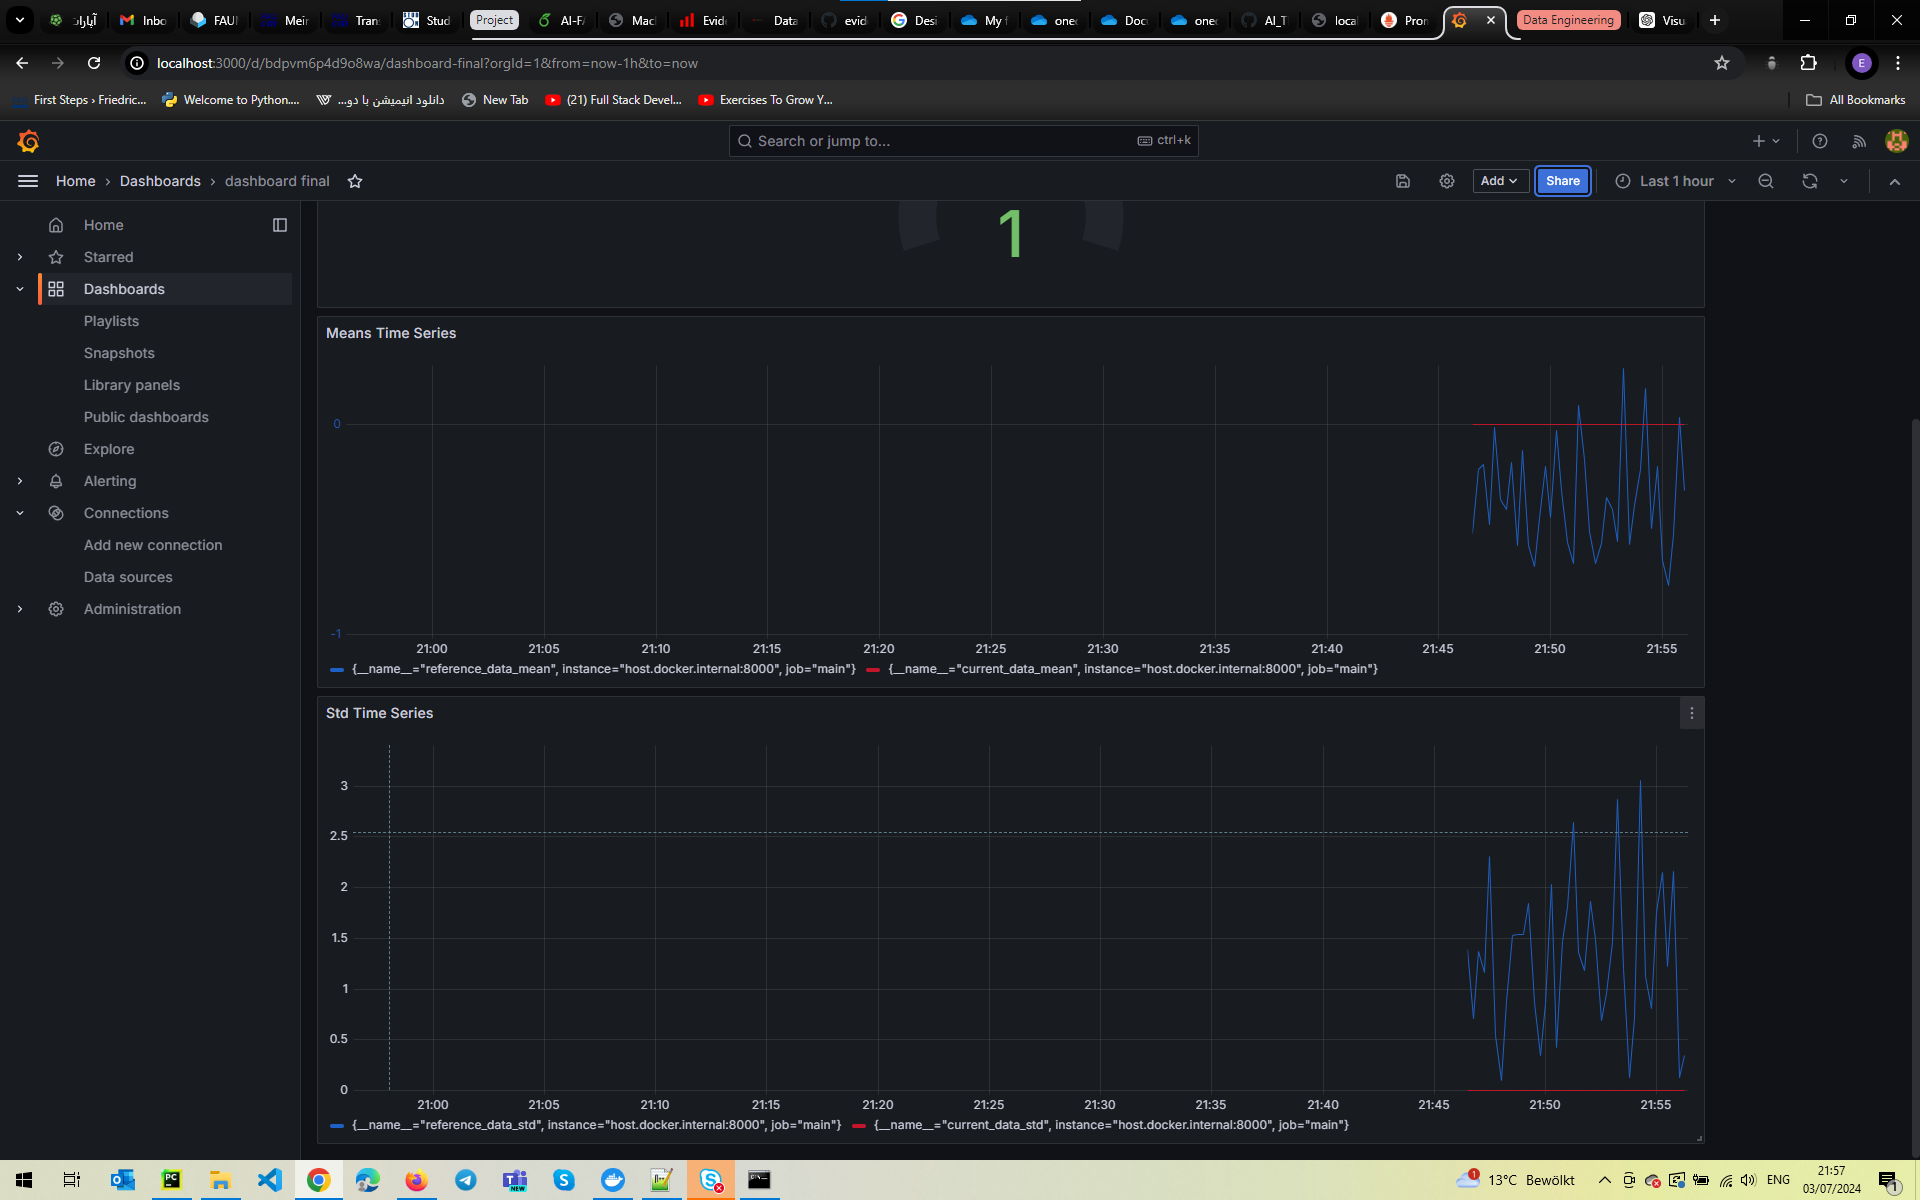 آپارات
Inbo
FAU
Mein
Tran
Stud
Project
AI-FA
Mac
Evid
Data
evid
Desi
My f
oned
Doc
oned
AI_T
local
Pron
Data Engineering
Visu
localhost:3000/d/bdpvm6p4d9o8wa/dashboard-final?orgId=1&from=now-1h&to=now
E
First Steps › Friedric...
Welcome to Python....
دانلود انیمیشن با دو...
New Tab
(21) Full Stack Devel...
Exercises To Grow Y...
All Bookmarks
Search or jump to...
ctrl+k
Home › Dashboards › dashboard final
Add
Share
Last 1 hour
Home
Starred
Dashboards
Playlists
Snapshots
Library panels
Public dashboards
Explore
Alerting
Connections
Add new connection
Data sources
Administration
1
Means Time Series
0
-1
21:00 21:05 21:10 21:15 21:20 21:25 21:30 21:35 21:40 21:45 21:50 21:55
{__name__="reference_data_mean", instance="host.docker.internal:8000", job="main"} {__name__="current_data_mean", instance="host.docker.internal:8000", job="main"}
Std Time Series
3
2.5
2
1.5
1
0.5
0
21:00 21:05 21:10 21:15 21:20 21:25 21:30 21:35 21:40 21:45 21:50 21:55
{__name__="reference_data_std", instance="host.docker.internal:8000", job="main"} {__name__="current_data_std", instance="host.docker.internal:8000", job="main"}
PC
NEW
1
13°C Bewölkt
ENG
21:57
03/07/2024
1